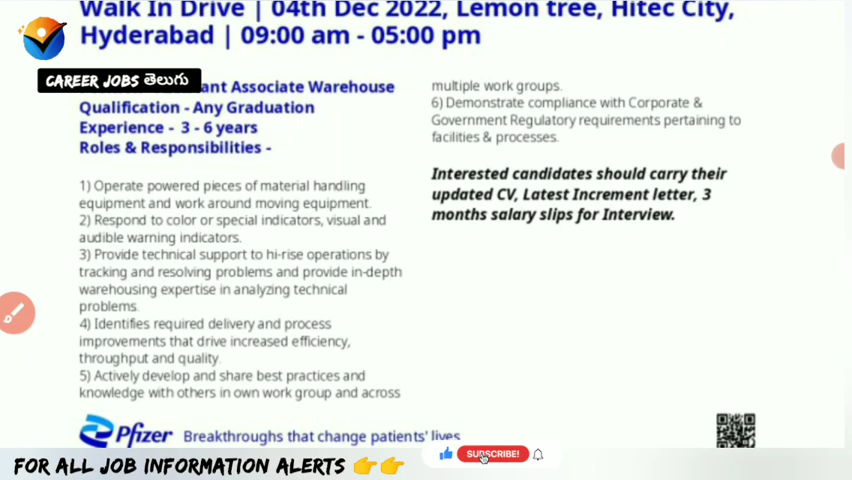 Walk In Drive | 04th Dec 2022, Lemon tree, Hitec City,
Hyderabad | 09:00 am - 05:00 pm
CAREER JOBS తెలుగు
ant Associate Warehouse
Qualification - Any Graduation
Experience - 3 - 6 years
Roles & Responsibilities -
1) Operate powered pieces of material handling
equipment and work around moving equipment.
2) Respond to color or special indicators, visual and
audible warning indicators.
3) Provide technical support to hi-rise operations by
tracking and resolving problems and provide in-depth
warehousing expertise in analyzing technical
problems.
4) Identifies required delivery and process
improvements that drive increased efficiency,
throughput and quality.
5) Actively develop and share best practices and
knowledge with others in own work group and across
multiple work groups.
6) Demonstrate compliance with Corporate &
Government Regulatory requirements pertaining to
facilities & processes.
Interested candidates should carry their
updated CV, Latest Increment letter, 3
months salary slips for Interview.
Pfizer Breakthroughs that change patients' lives
FOR ALL JOB INFORMATION ALERTS
SUBSCRIBE!